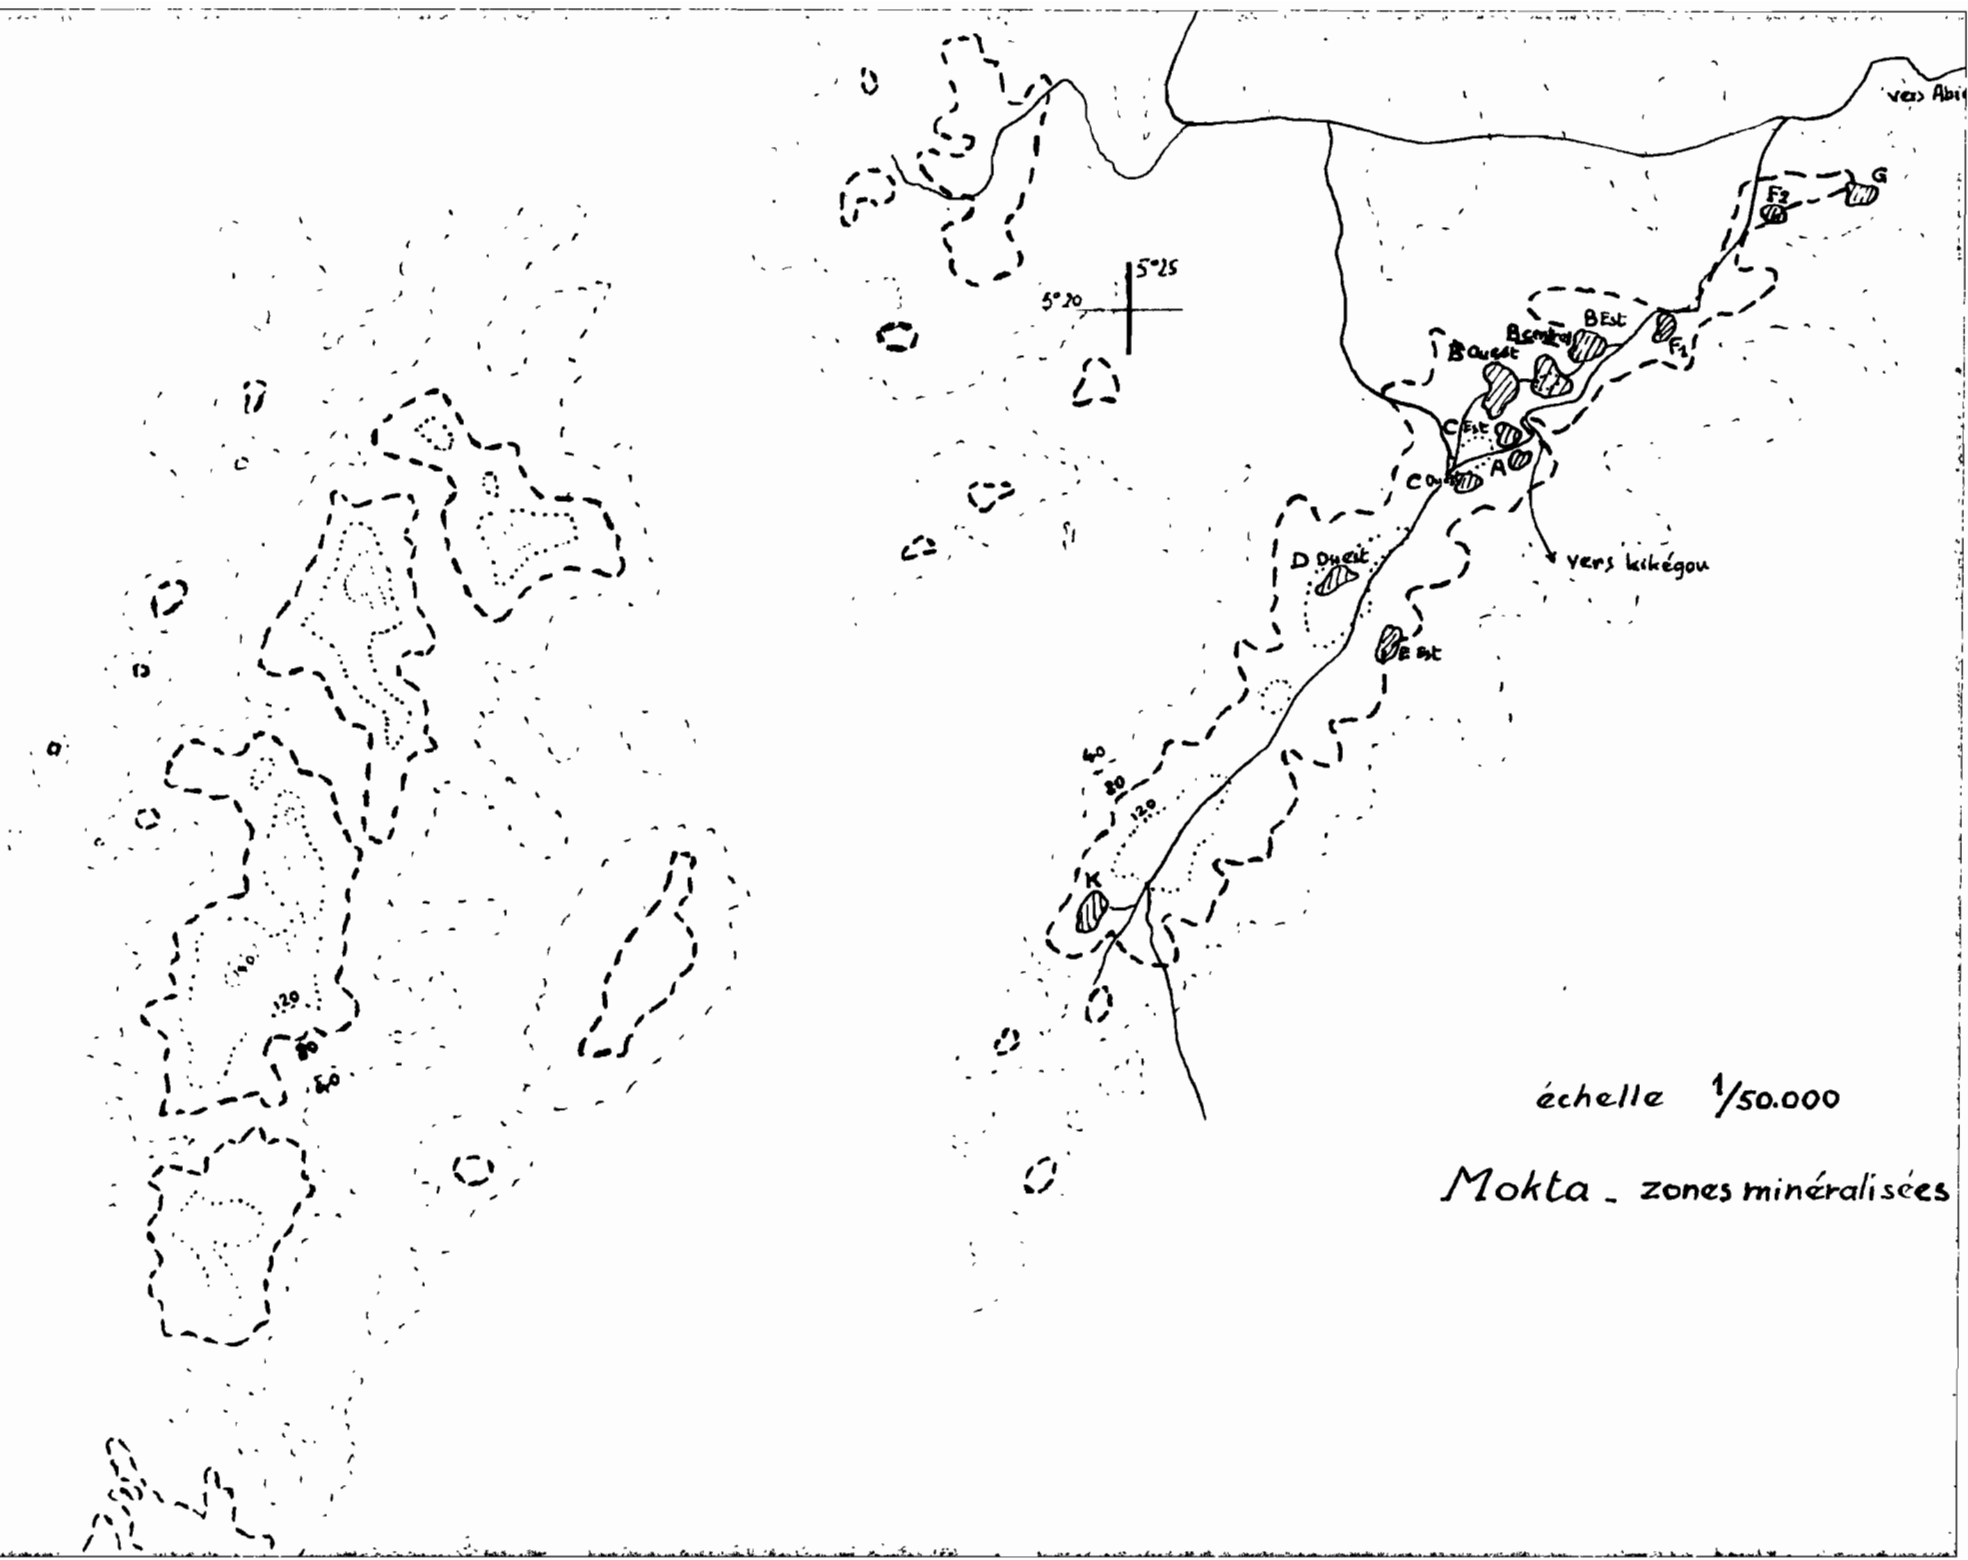 vers Abi
G
F2
5°25
5°20
B Est
B central
B Ouest
F1
C Est
A
C Ouest
vers kikégou
D Ouest
E Est
40
80
120
K
140
120
80
40
échelle 1/50.000
Mokta - zones minéralisées